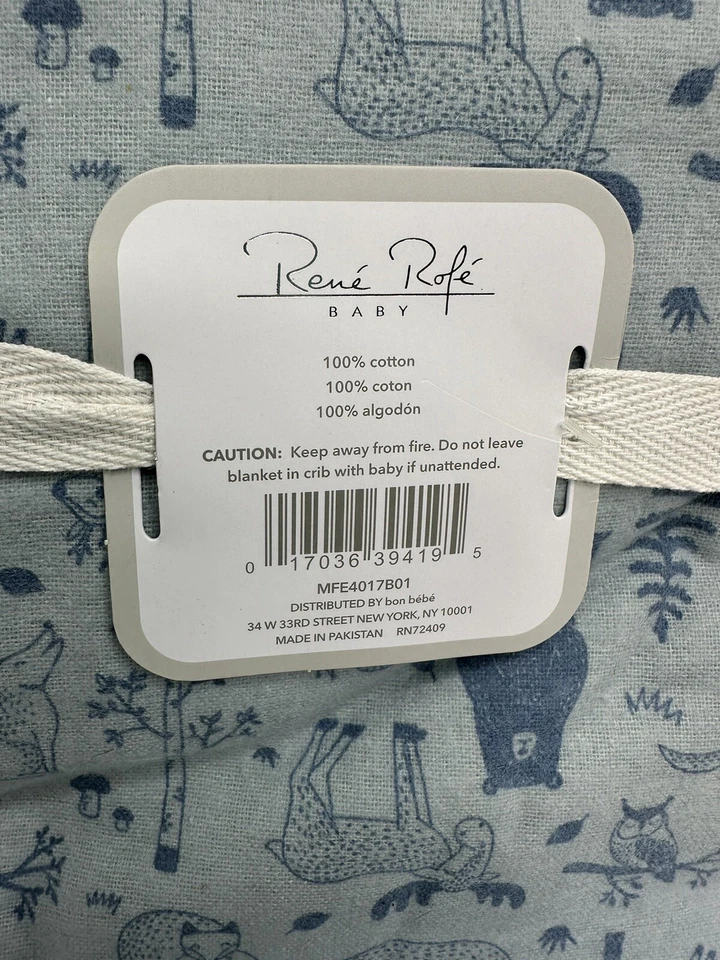 René Rofé
BABY
100% cotton
100% coton
100% algodón
CAUTION: Keep away from fire. Do not leave
blanket in crib with baby if unattended.
0 17036 39419 5
MFE4017B01
DISTRIBUTED BY bon bébé
34 W 33RD STREET NEW YORK, NY 10001
MADE IN PAKISTAN RN72409